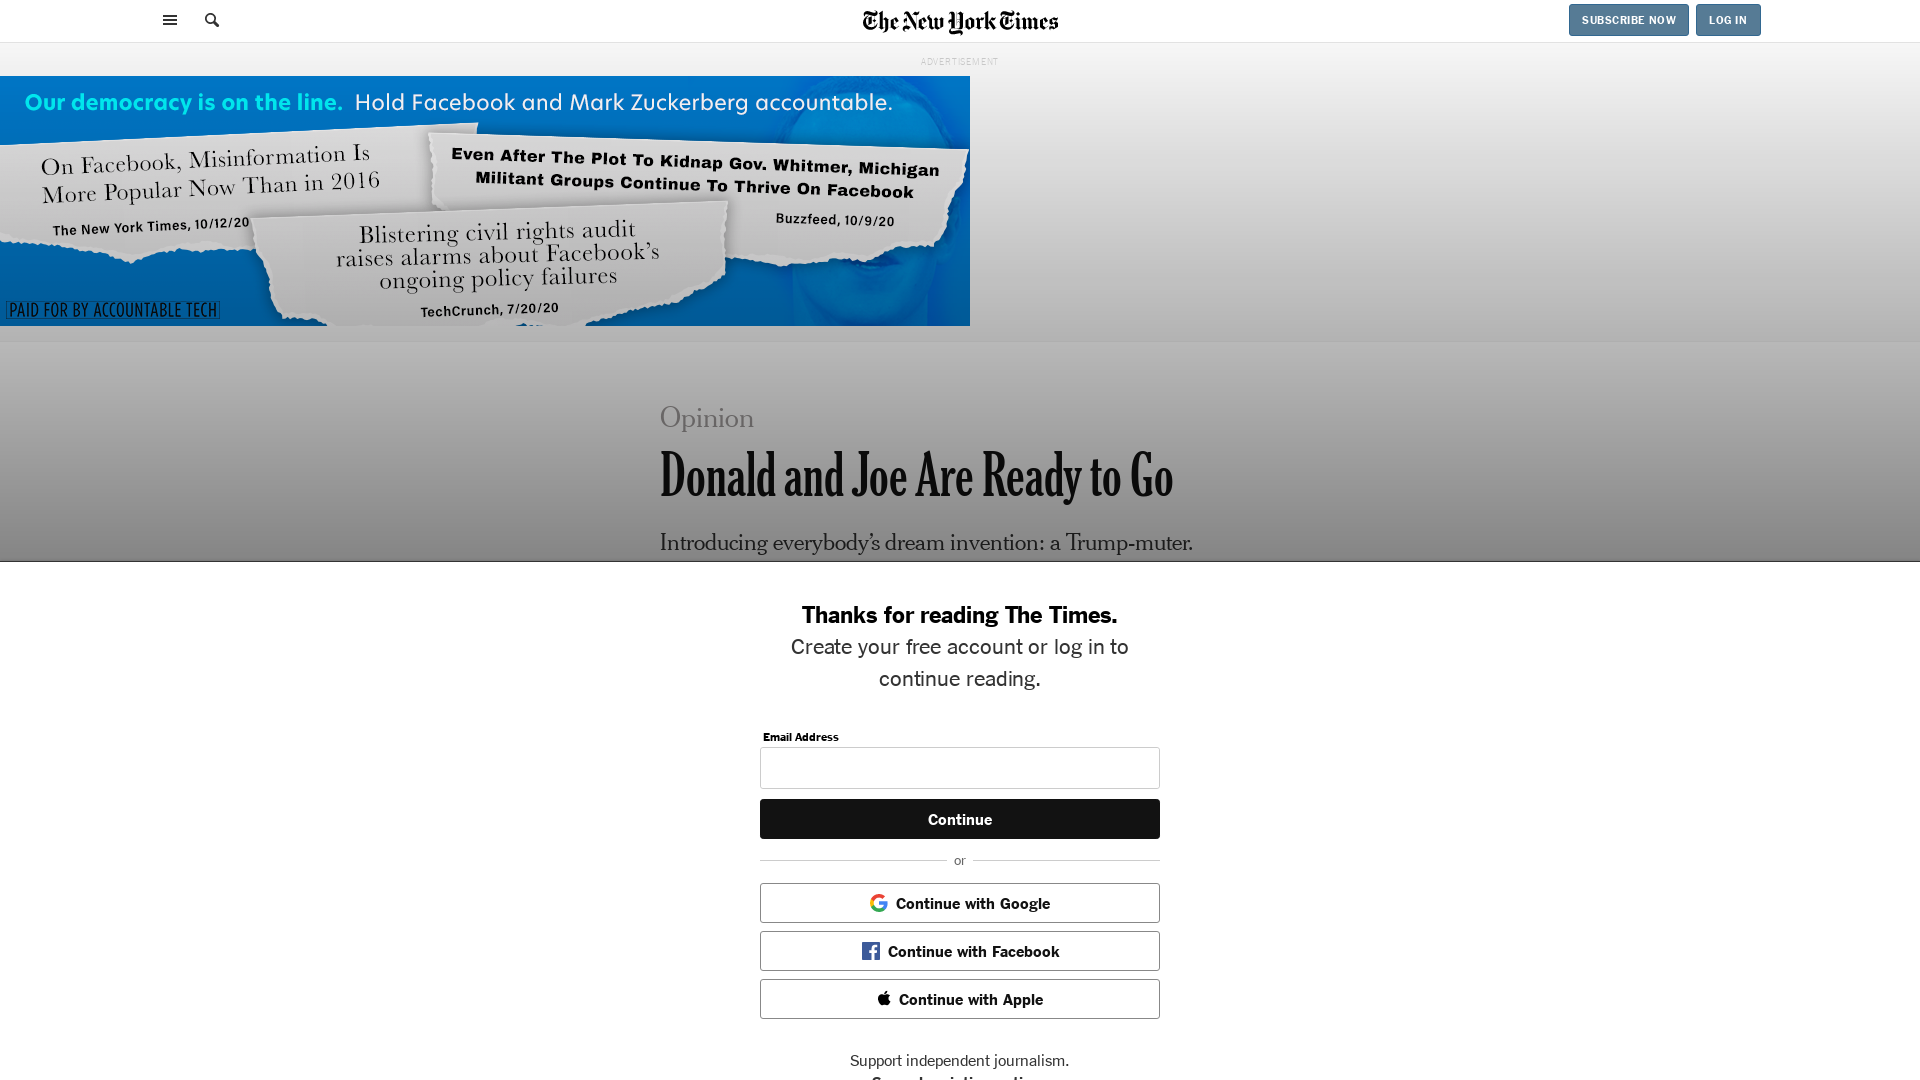 The New York Times
SUBSCRIBE NOW
LOG IN
ADVERTISEMENT
Our democracy is on the line. Hold Facebook and Mark Zuckerberg accountable.
On Facebook, Misinformation Is
More Popular Now Than in 2016
The New York Times, 10/12/20
Even After The Plot To Kidnap Gov. Whitmer, Michigan
Militant Groups Continue To Thrive On Facebook
Buzzfeed, 10/9/20
Blistering civil rights audit
raises alarms about Facebook's
ongoing policy failures
TechCrunch, 7/20/20
PAID FOR BY ACCOUNTABLE TECH
Opinion
Donald and Joe Are Ready to Go
Introducing everybody’s dream invention: a Trump-muter.
Thanks for reading The Times.
Create your free account or log in to
continue reading.
Email Address
Continue
or
Continue with Google
Continue with Facebook
Continue with Apple
Support independent journalism.